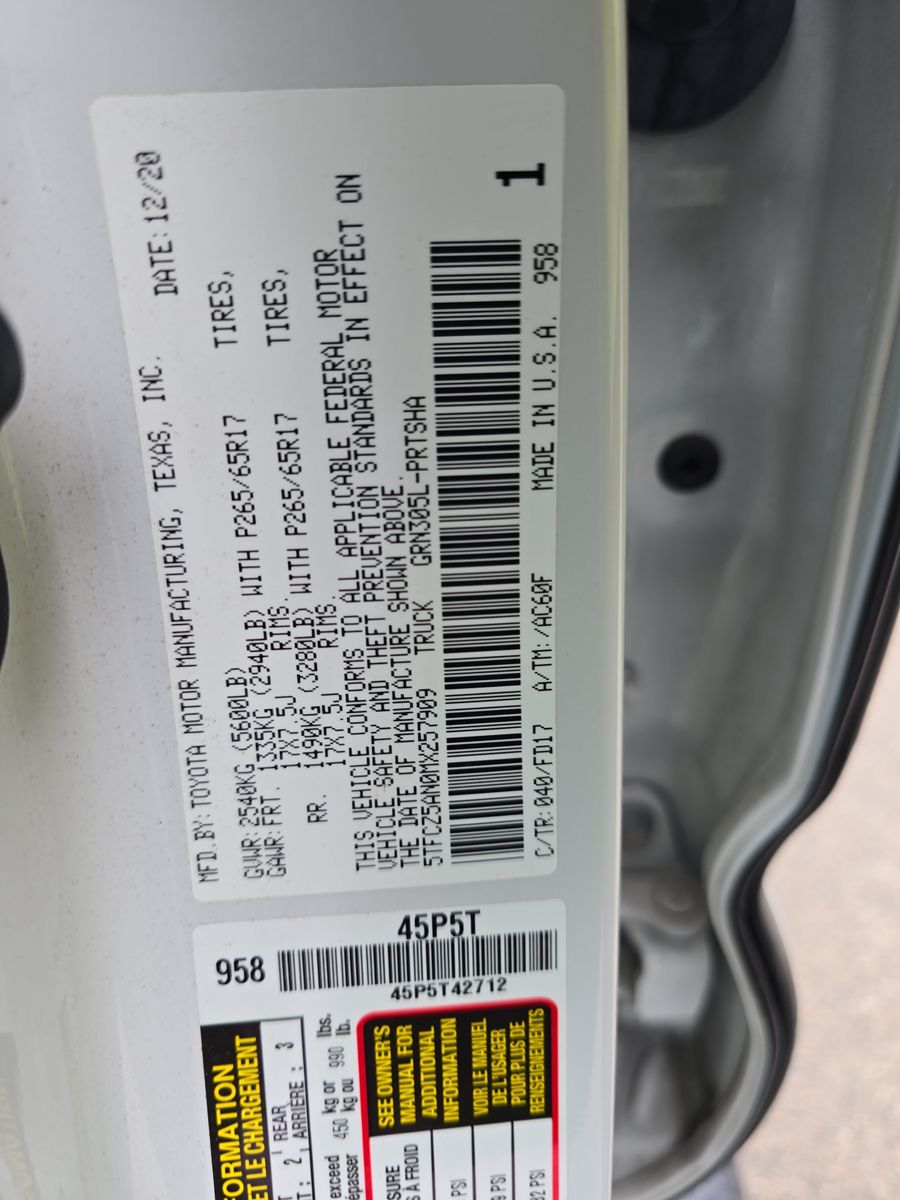 MFD.BY: TOYOTA MOTOR MANUFACTURING, TEXAS, INC. DATE: 12/20
GVWR: 2540KG (5600LB)
GAWR: FRT. 1335KG (2940LB) WITH P265/65R17 TIRES,
17X7.5J RIMS.
RR. 1490KG (3280LB) WITH P265/65R17 TIRES,
17X7.5J RIMS.
THIS VEHICLE CONFORMS TO ALL APPLICABLE FEDERAL MOTOR
VEHICLE SAFETY AND THEFT PREVENTION STANDARDS IN EFFECT ON
THE DATE OF MANUFACTURE SHOWN ABOVE.
5TFCZ5AN0MX257909 TRUCK GRN305L-PRTSHA
1
C/TR: 040/FD17 A/TM: /AC60F MADE IN U.S.A. 958
958
45P5T
45P5T42712
FORMATION
ET LE CHARGEMENT
2 REAR
ARRIÈRE : 3
exceed 450 kg or 990 lbs.
kg ou lb.
SEE OWNER'S
MANUAL FOR
ADDITIONAL
INFORMATION
VOIR LE MANUEL
DE L'USAGER
POUR PLUS DE
RENSEIGNEMENTS
À FROID
PSI
PSI
PSI